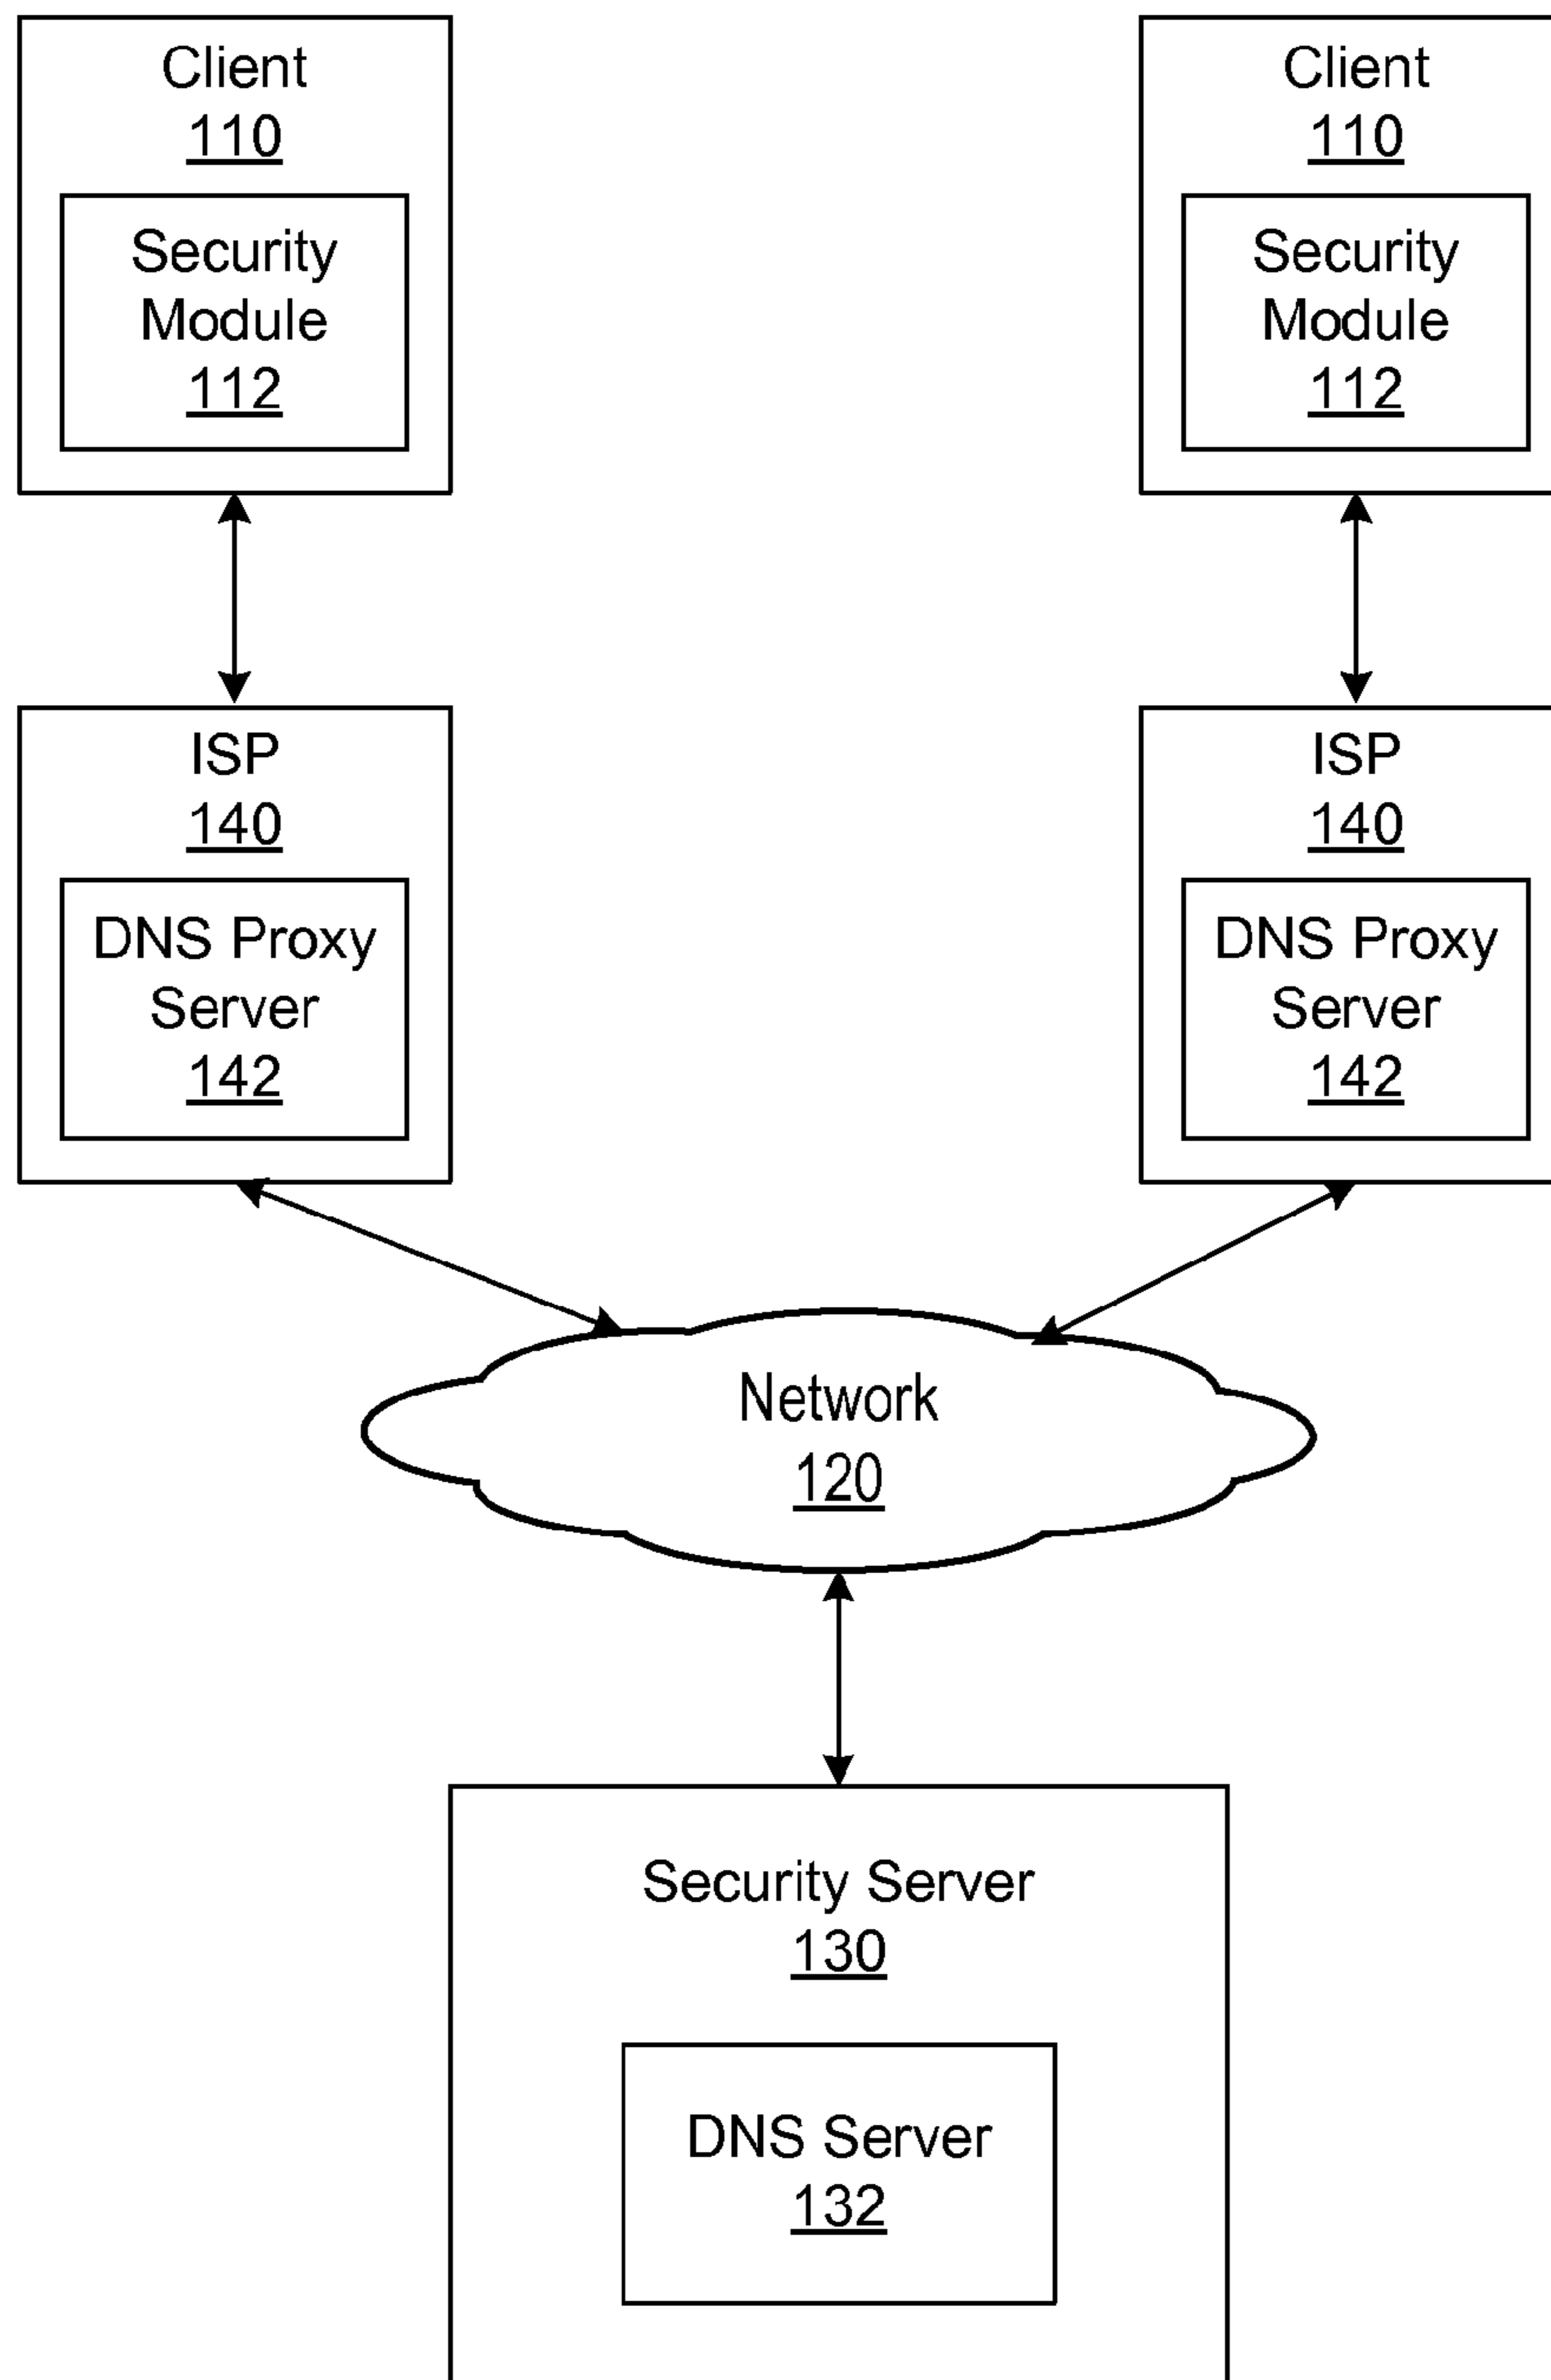 Client
110
Security
Module
112
Client
110
Security
Module
112
ISP
140
DNS Proxy
Server
142
ISP
140
DNS Proxy
Server
142
Network
120
Security Server
130
DNS Server
132